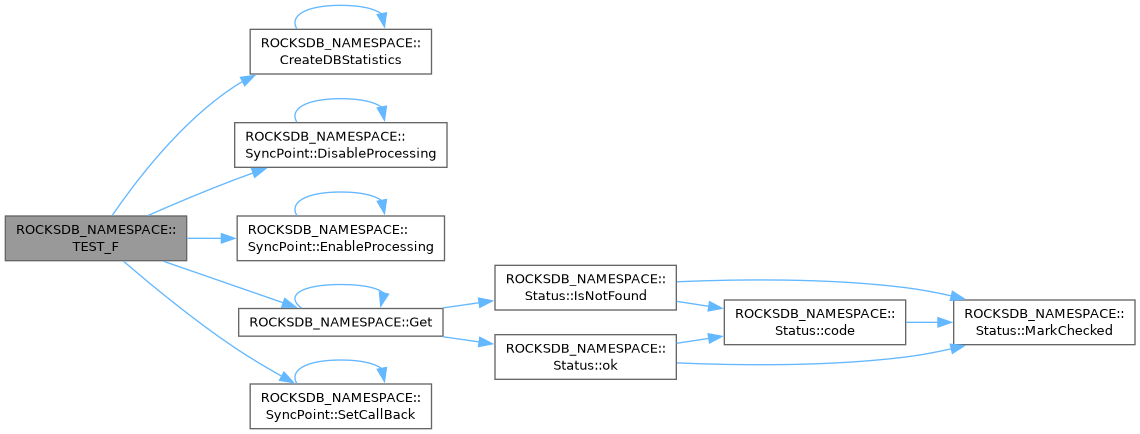 ROCKSDB_NAMESPACE::
CreateDBStatistics
ROCKSDB_NAMESPACE::
SyncPoint::DisableProcessing
ROCKSDB_NAMESPACE::
TEST_F
ROCKSDB_NAMESPACE::
SyncPoint::EnableProcessing
ROCKSDB_NAMESPACE::Get
ROCKSDB_NAMESPACE::
SyncPoint::SetCallBack
ROCKSDB_NAMESPACE::
Status::IsNotFound
ROCKSDB_NAMESPACE::
Status::ok
ROCKSDB_NAMESPACE::
Status::code
ROCKSDB_NAMESPACE::
Status::MarkChecked